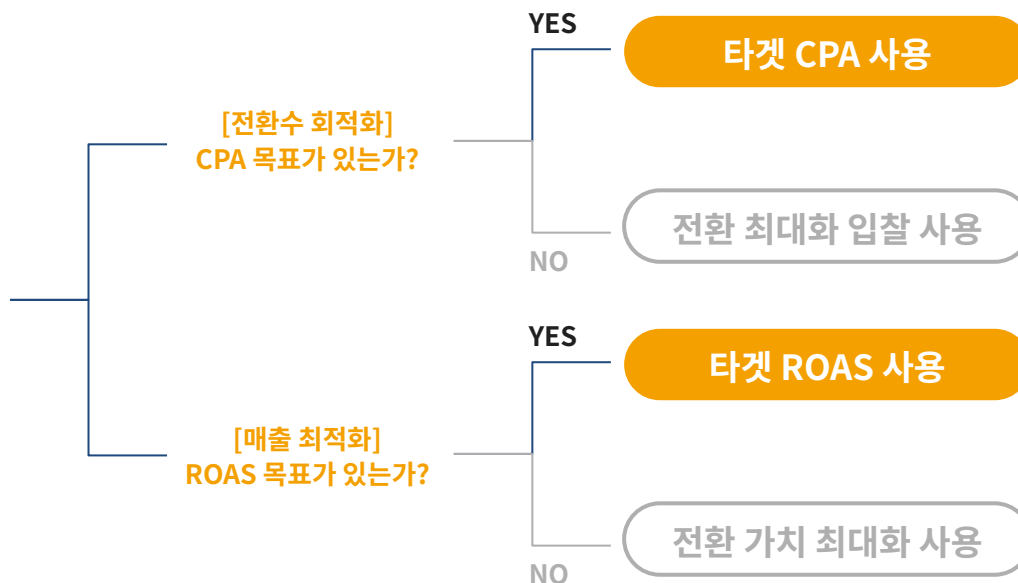 YES
타겟 CPA 사용
[전환수 회적화]
CPA 목표가 있는가?
전환 최대화 입찰 사용
NO
YES
타겟 ROAS 사용
[매출 최적화]
ROAS 목표가 있는가?
전환 가치 최대화 사용
NO